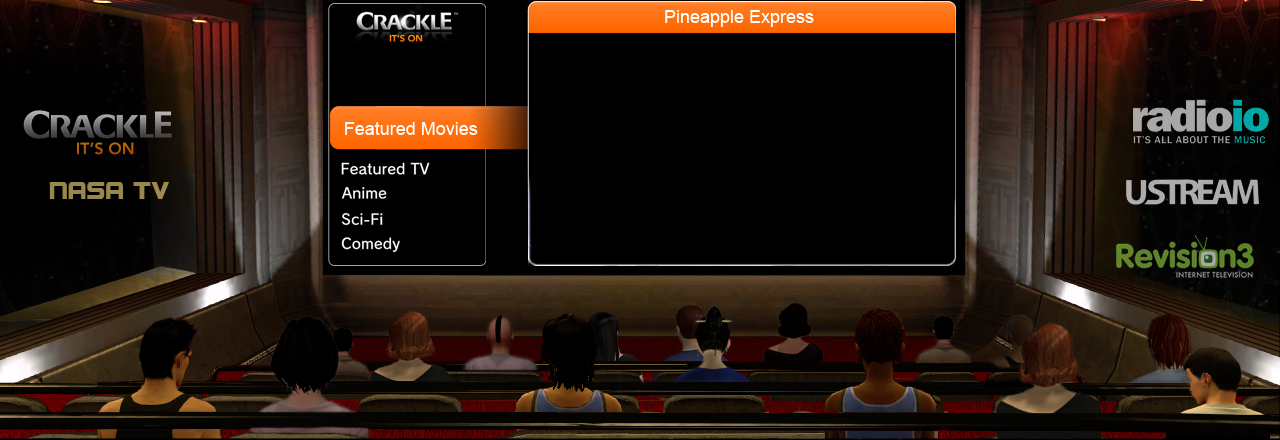 CRACKLE™
IT'S ON
Pineapple Express
Featured Movies
Featured TV
Anime
Sci-Fi
Comedy
CRACKLE
IT'S ON
NASA TV
radioio
IT'S ALL ABOUT THE MUSIC
USTREAM
Revision3
INTERNET TELEVISION